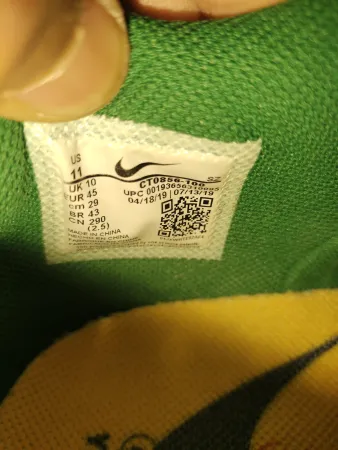 US 11
UK 10
EUR 45
cm 29
BR 43
CN 290
(2.5)
MADE IN CHINA
CT0856-100
04/18/19 | 07/13/19